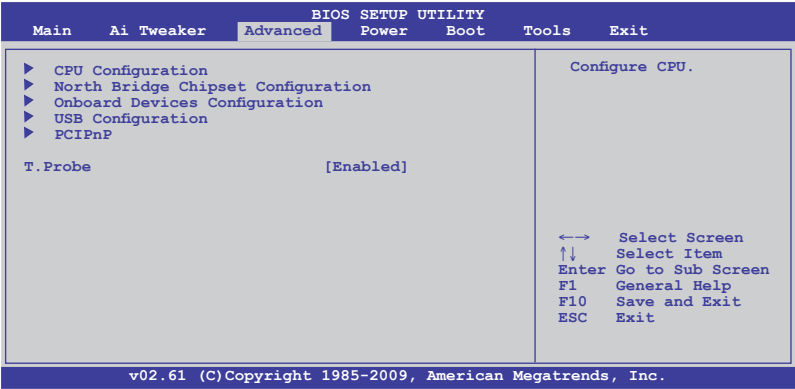 BIOS SETUP UTILITY
Main Ai Tweaker Advanced Power Boot Tools Exit
CPU Configuration
North Bridge Chipset Configuration
Onboard Devices Configuration
USB Configuration
PCIPnP
T.Probe [Enabled]
Configure CPU.
←→ Select Screen
↑↓ Select Item
Enter Go to Sub Screen
F1 General Help
F10 Save and Exit
ESC Exit
v02.61 (C)Copyright 1985-2009, American Megatrends, Inc.